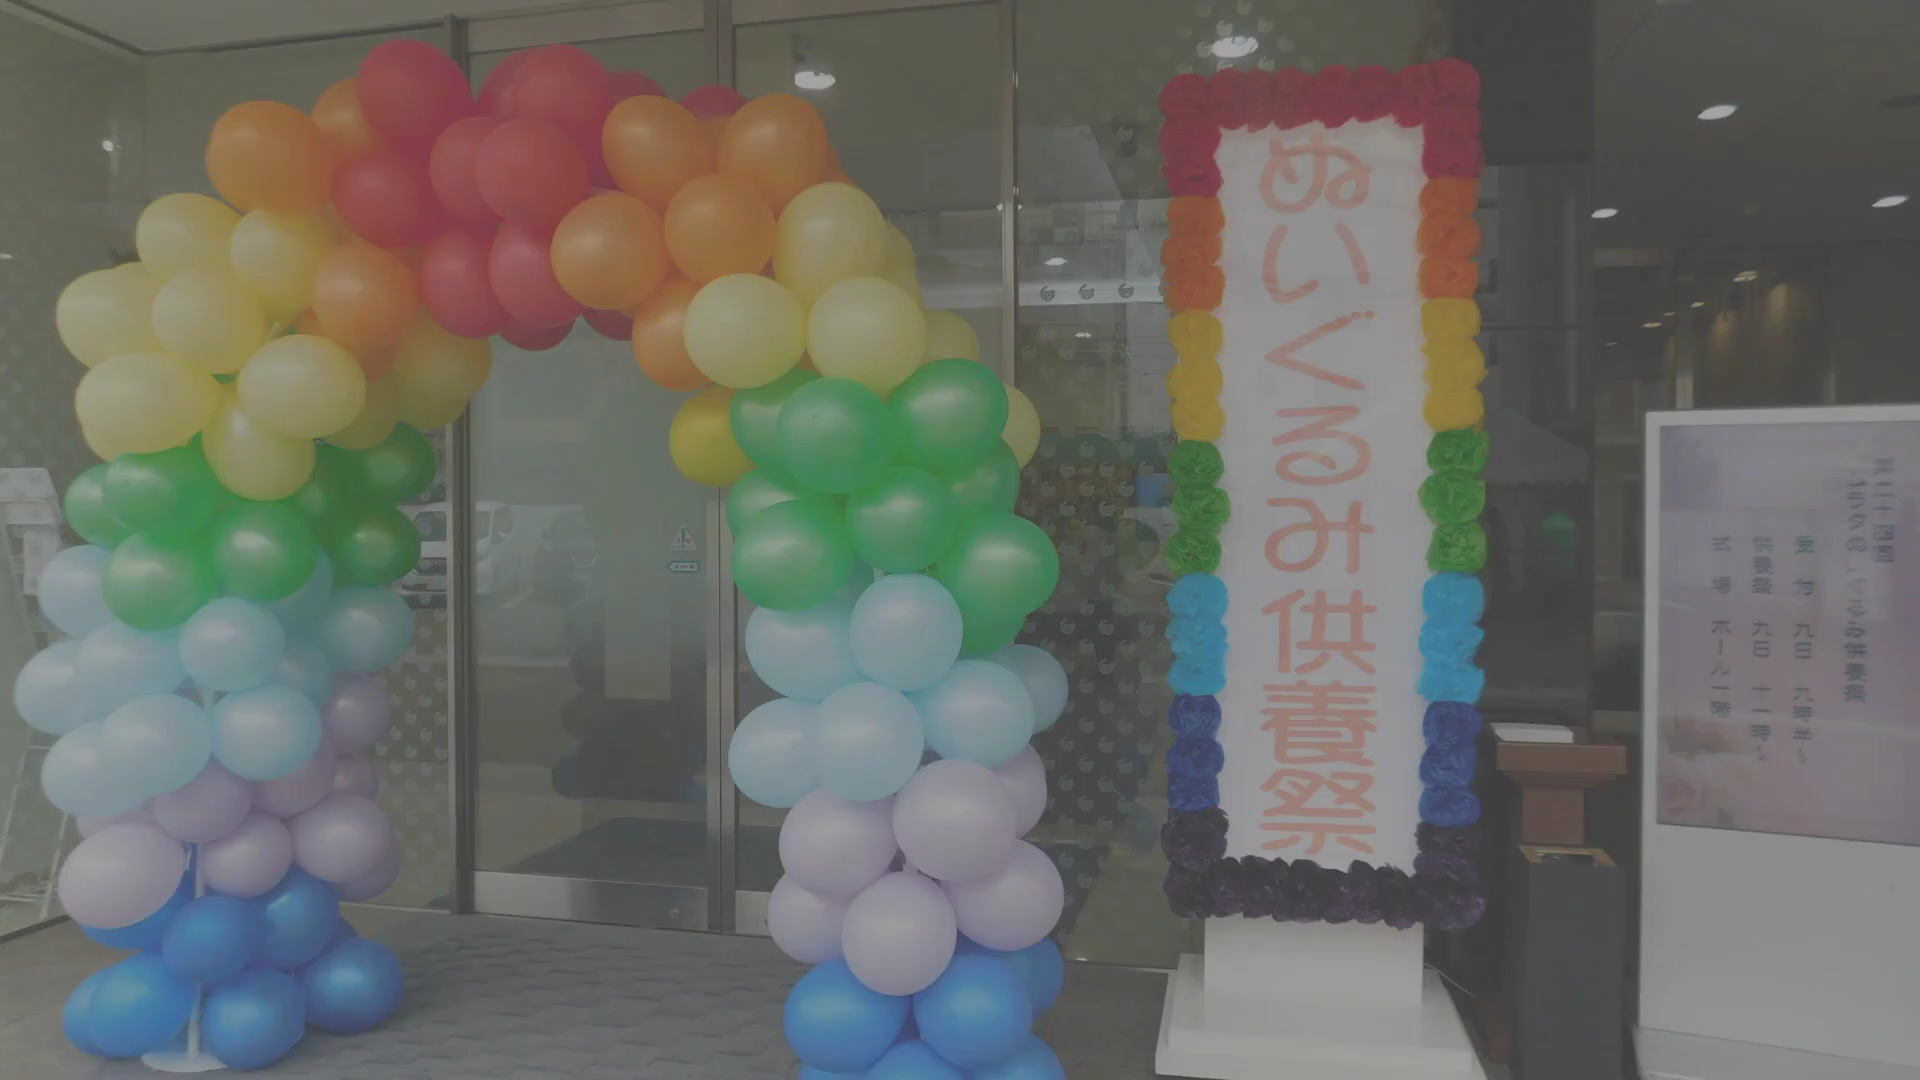 ぬいぐるみ供養祭
受付 九日 九時半~
供養祭 九日 十一時~
式場 ホール一階